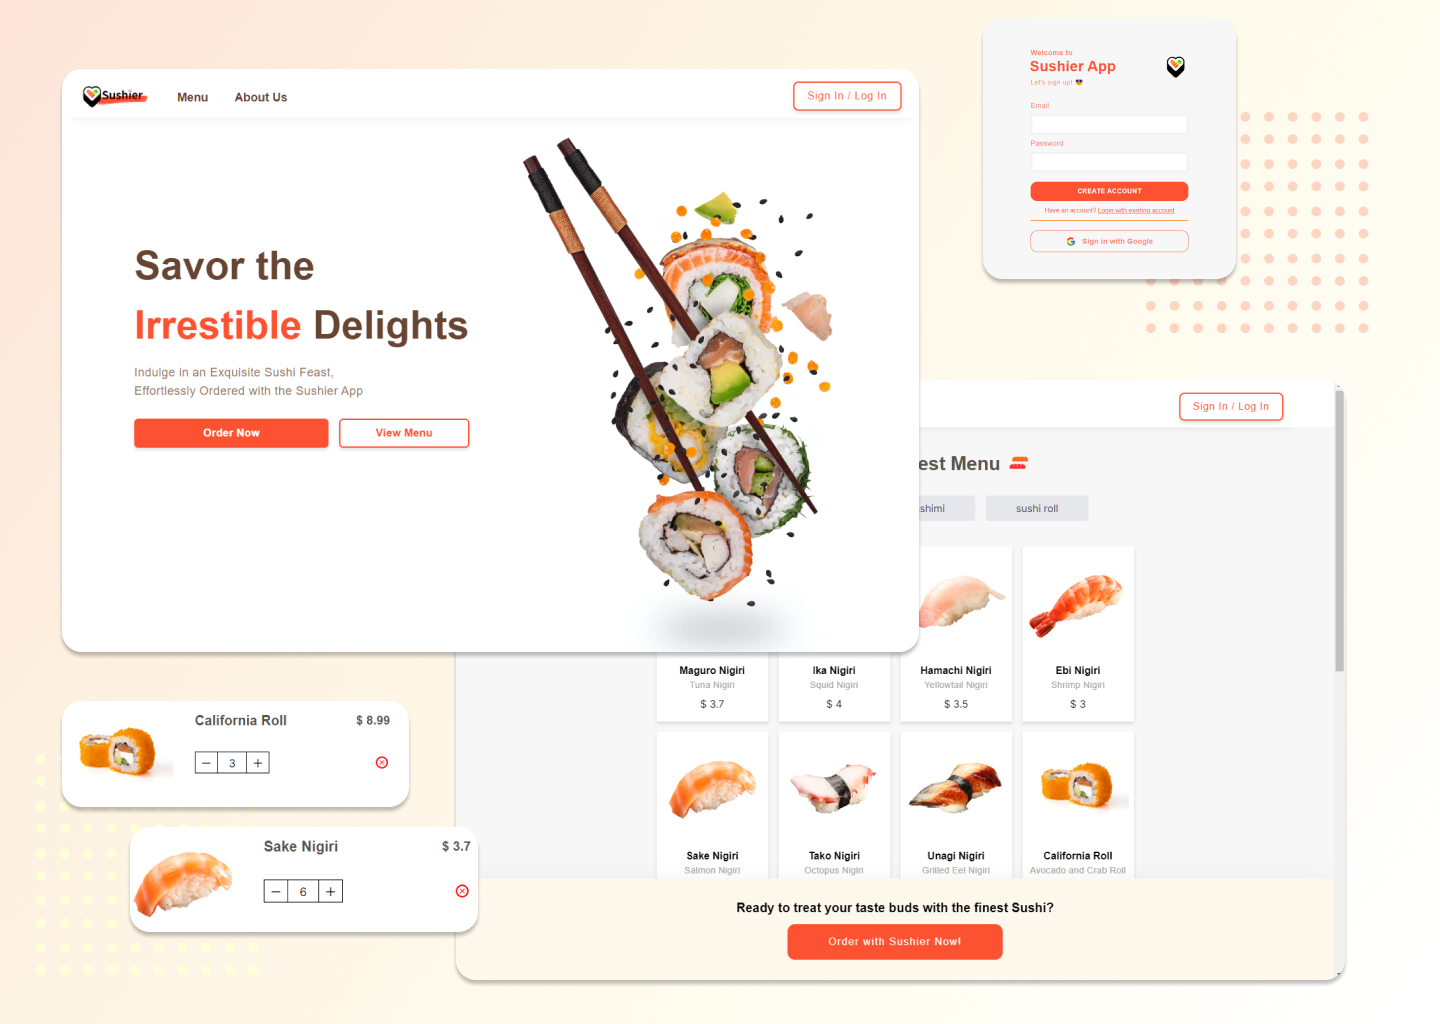 Sushier
Menu
About Us
Sign In / Log In
Savor the
Irrestible Delights
Indulge in an Exquisite Sushi Feast,
Effortlessly Ordered with the Sushier App
Order Now
View Menu
Welcome to
Sushier App
Let's sign up!
Email
Password
CREATE ACCOUNT
Have an account? Login with existing account
Sign in with Google
Sign In / Log In
est Menu
shimi
sushi roll
Maguro Nigiri
Tuna Nigiri
$ 3.7
Ika Nigiri
Squid Nigiri
$ 4
Hamachi Nigiri
Yellowtail Nigiri
$ 3.5
Ebi Nigiri
Shrimp Nigiri
$ 3
Sake Nigiri
Salmon Nigiri
Tako Nigiri
Octopus Nigiri
Unagi Nigiri
Grilled Eel Nigiri
California Roll
Avocado and Crab Roll
Ready to treat your taste buds with the finest Sushi?
Order with Sushier Now!
California Roll
$ 8.99
− 3 +
Sake Nigiri
$ 3.7
− 6 +